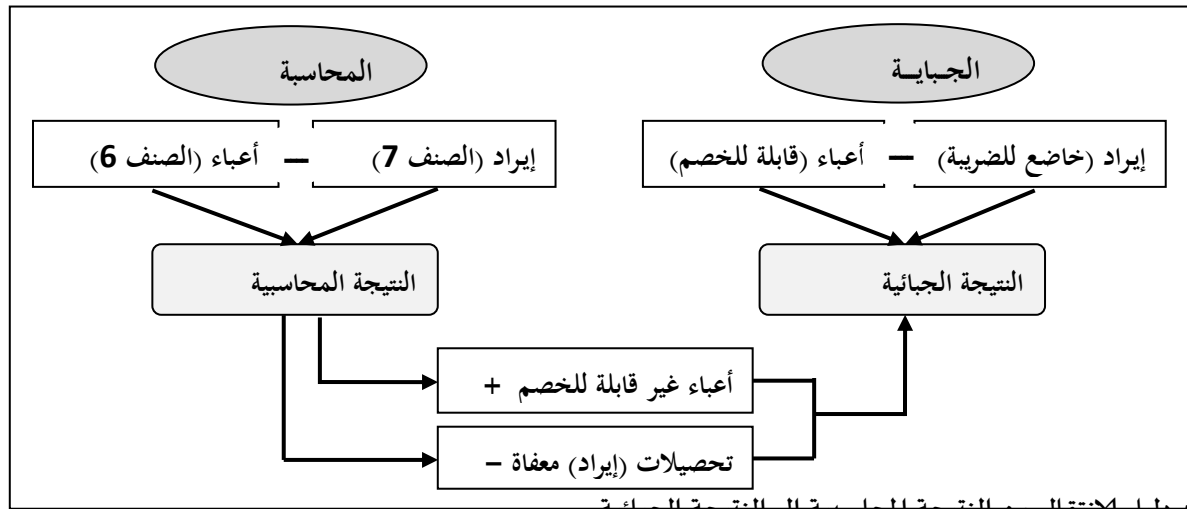 المحاسبة
الجـبايــة
إيراد (الصنف 7) – أعباء (الصنف 6)
إيراد (خاضع للضريبة) – أعباء (قابلة للخصم)
النتيجة المحاسبية
النتيجة الجبائية
أعباء غير قابلة للخصم +
تحصيلات (إيراد) معفاة –